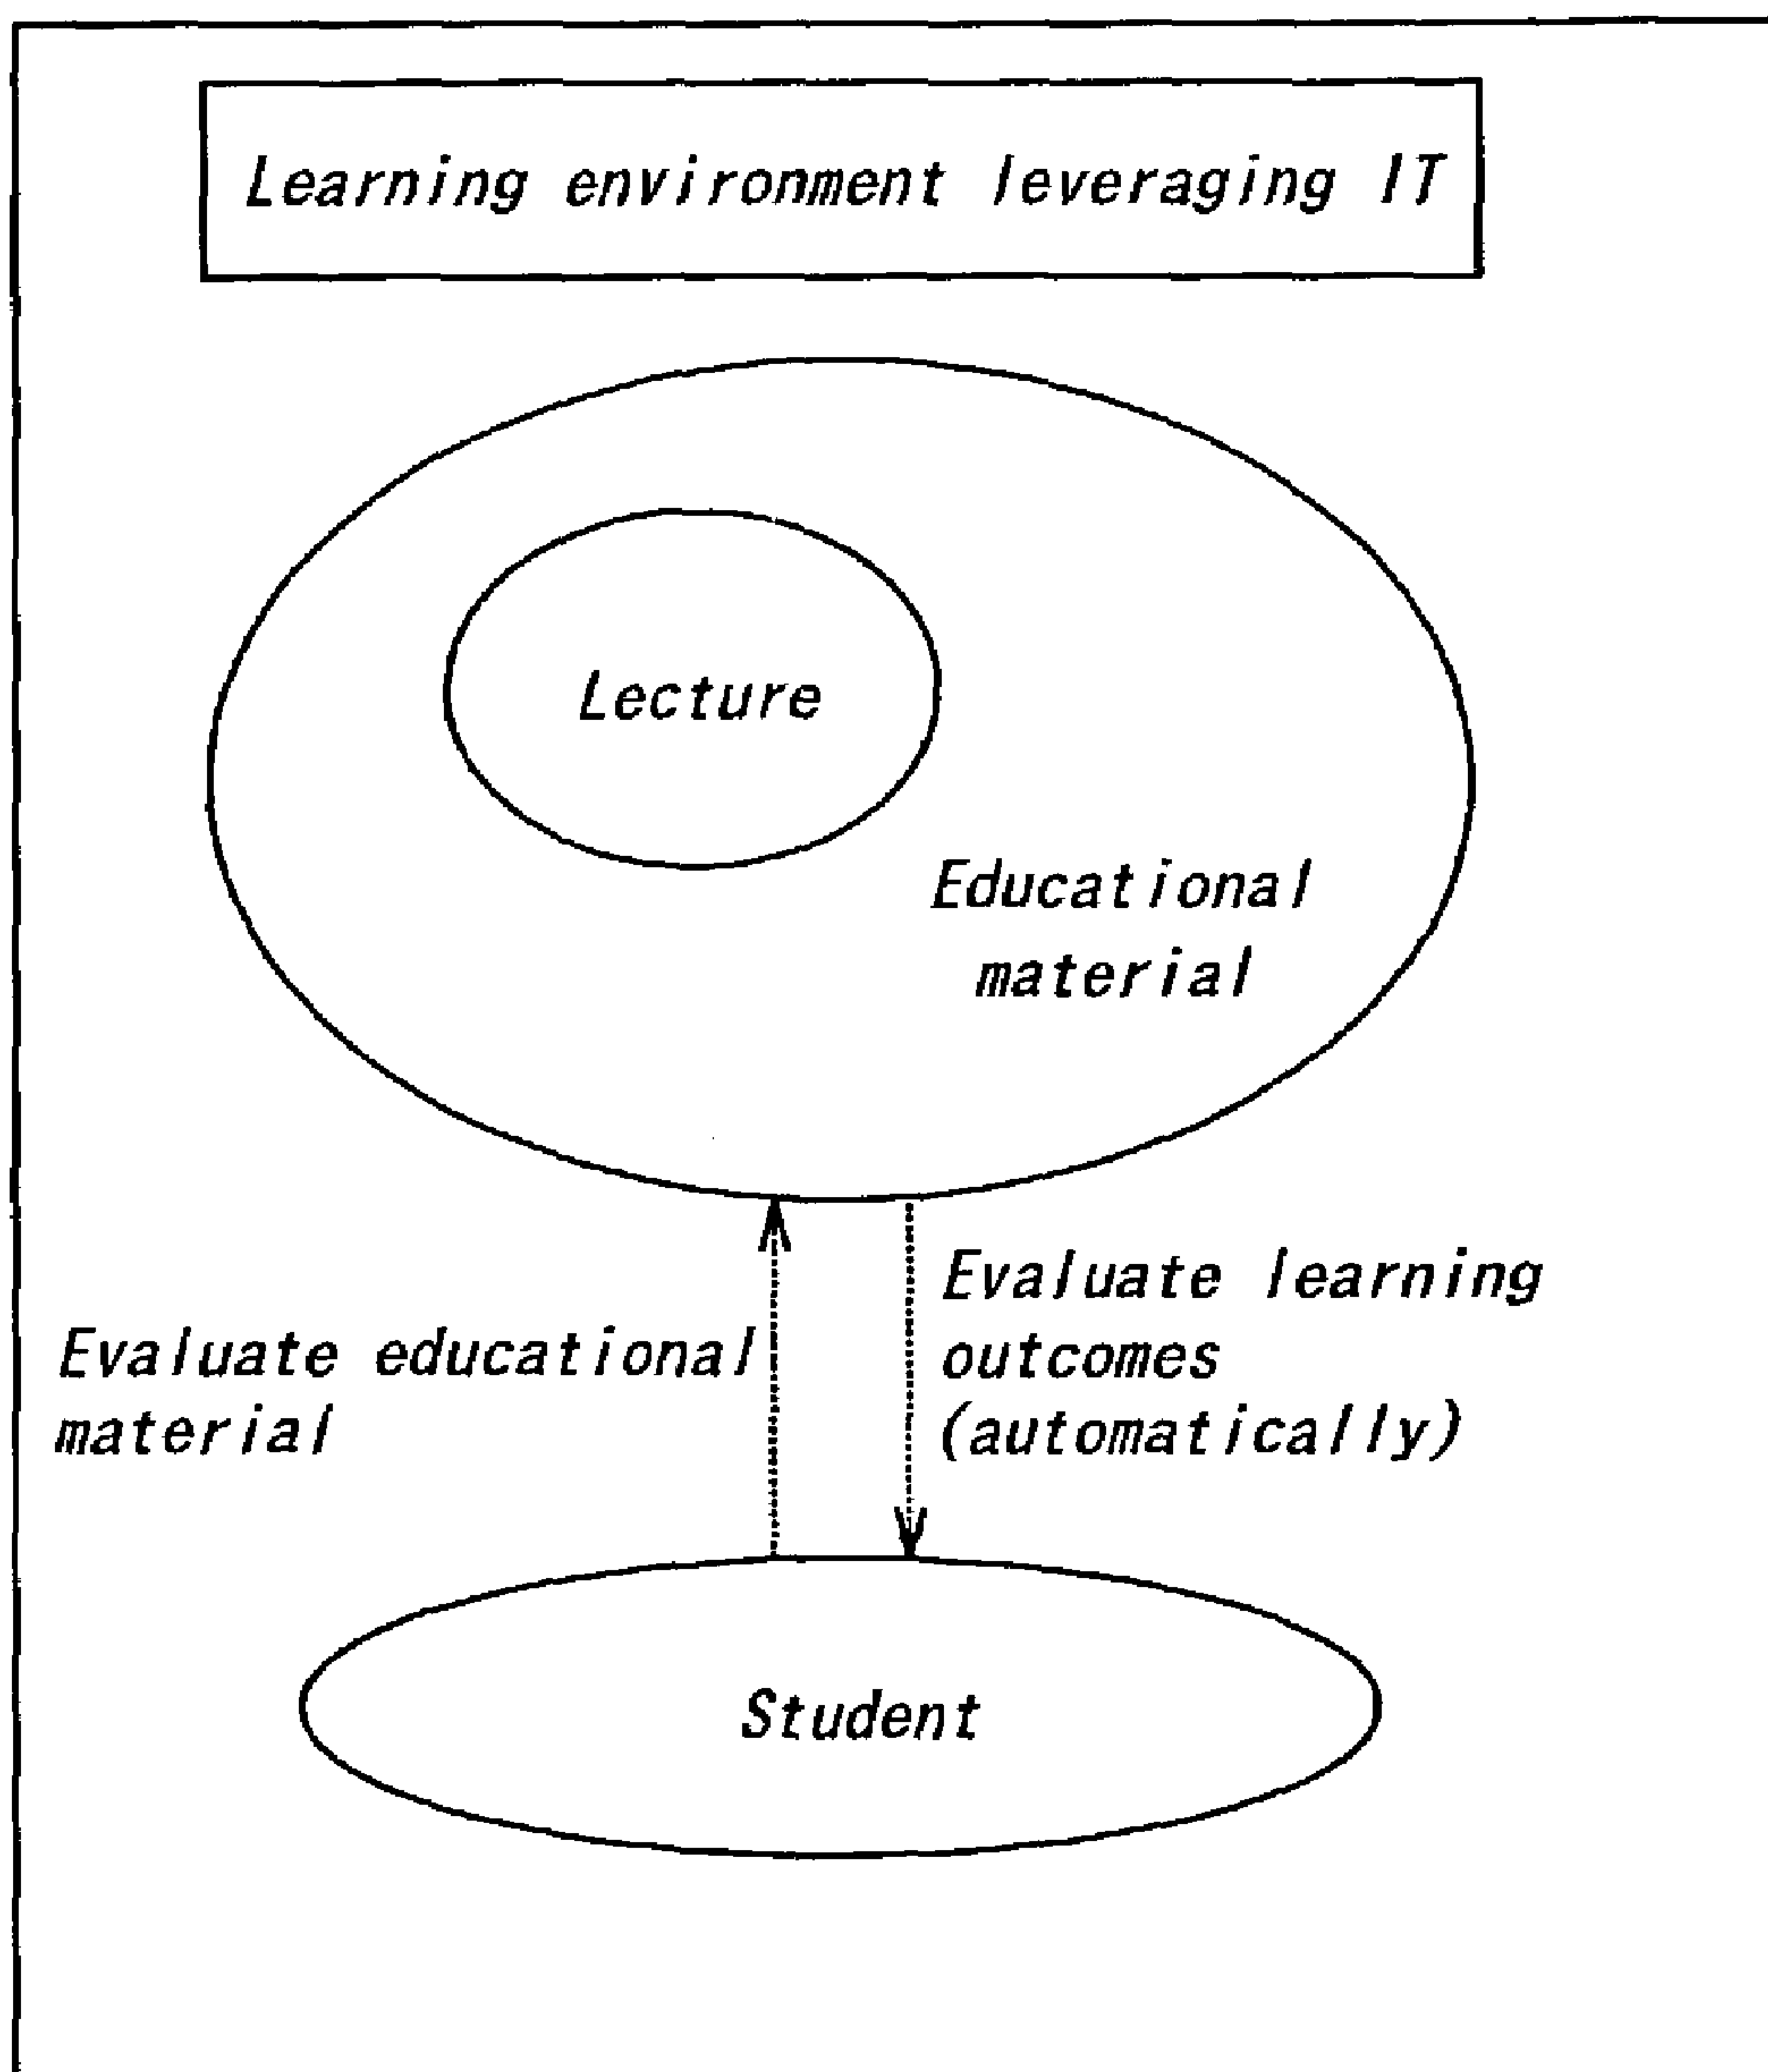 Learning environment leveraging IT
Lecture
Educational
material
Evaluate educational
material
Evaluate learning
outcomes
(automatically)
Student